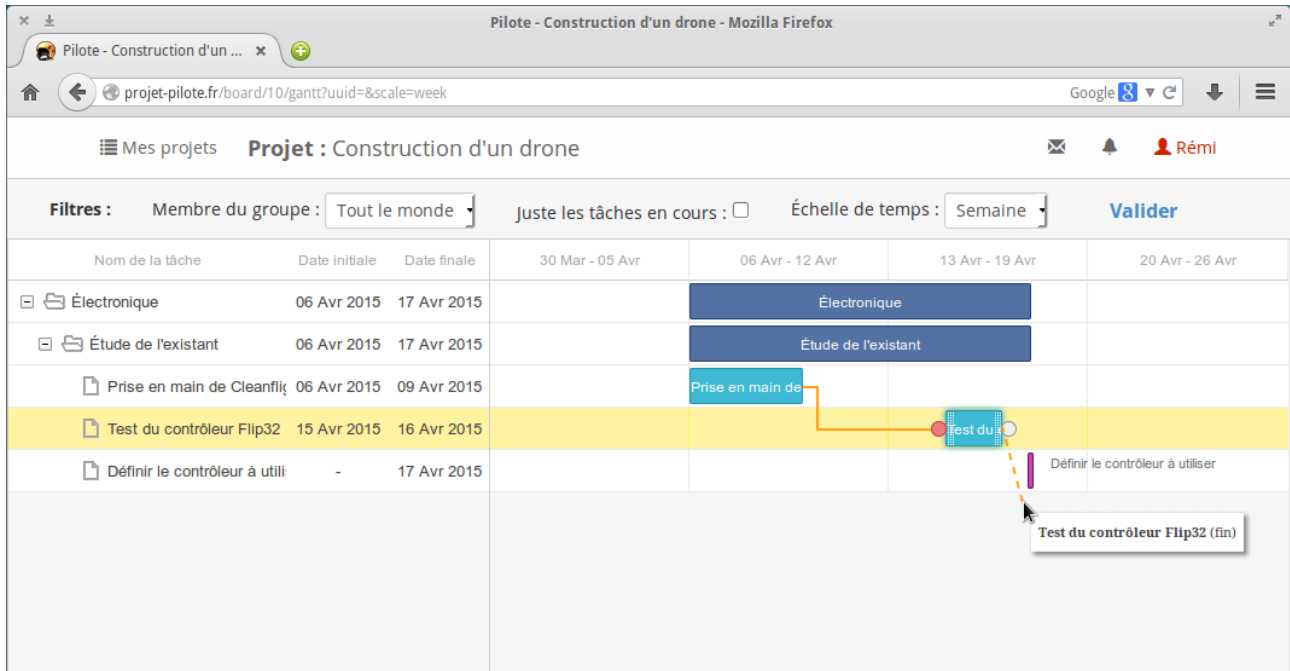 Pilote - Construction d'un drone - Mozilla Firefox
Pilote - Construction d'un ...
projet-pilote.fr/board/10/gantt?uuid=&scale=week
Google 8
Mes projets Projet : Construction d'un drone Rémi
Filtres : Membre du groupe : Tout le monde Juste les tâches en cours : Échelle de temps : Semaine Valider
Nom de la tâche Date initiale Date finale 30 Mar - 05 Avr 06 Avr - 12 Avr 13 Avr - 19 Avr 20 Avr - 26 Avr
Électronique 06 Avr 2015 17 Avr 2015 Électronique
Étude de l'existant 06 Avr 2015 17 Avr 2015 Étude de l'existant
Prise en main de Cleanflig 06 Avr 2015 09 Avr 2015 Prise en main de
Test du contrôleur Flip32 15 Avr 2015 16 Avr 2015 Test du
Définir le contrôleur à utili - 17 Avr 2015 Définir le contrôleur à utiliser
Test du contrôleur Flip32 (fin)